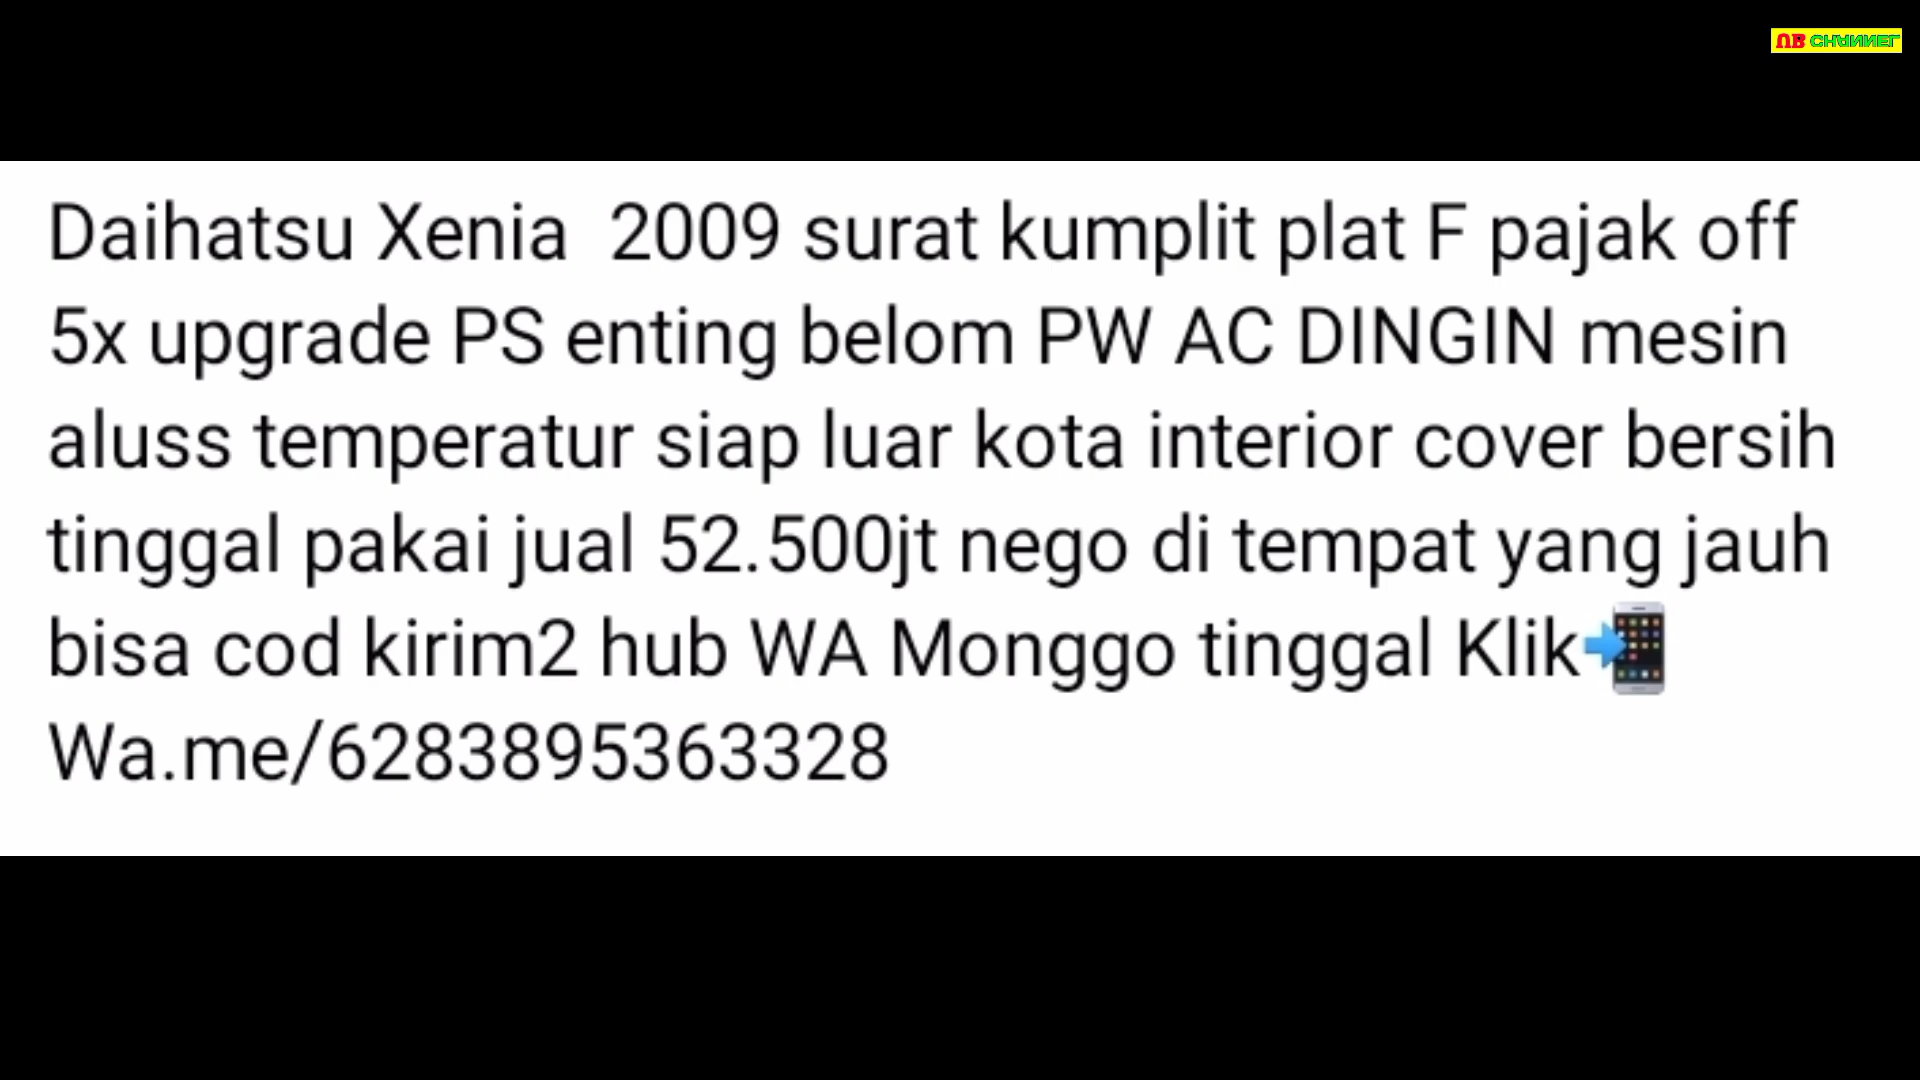 UB CHANNEL
Daihatsu Xenia  2009 surat kumplit plat F pajak off
5x upgrade PS enting belom PW AC DINGIN mesin
aluss temperatur siap luar kota interior cover bersih
tinggal pakai jual 52.500jt nego di tempat yang jauh
bisa cod kirim2 hub WA Monggo tinggal Klik📲
Wa.me/6283895363328